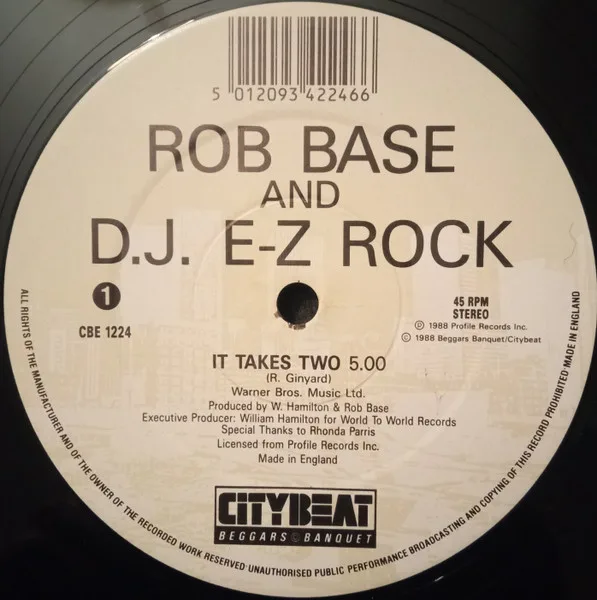 5 012093 422466
ROB BASE
AND
D.J. E-Z ROCK
1
CBE 1224
45 RPM
STEREO
Ⓟ 1988 Profile Records Inc.
© 1988 Beggars Banquet/Citybeat
IT TAKES TWO 5.00
(R. Ginyard)
Warner Bros. Music Ltd.
Produced by W. Hamilton & Rob Base
Executive Producer: William Hamilton for World To World Records
Special Thanks to Rhonda Parris
Licensed from Profile Records Inc.
Made in England
CITYBEAT
BEGGARS BANQUET
ALL RIGHTS OF THE MANUFACTURER AND OF THE OWNER OF THE RECORDED WORK RESERVED·UNAUTHORISED PUBLIC PERFORMANCE BROADCASTING AND COPYING OF THIS RECORD PROHIBITED·MADE IN ENGLAND